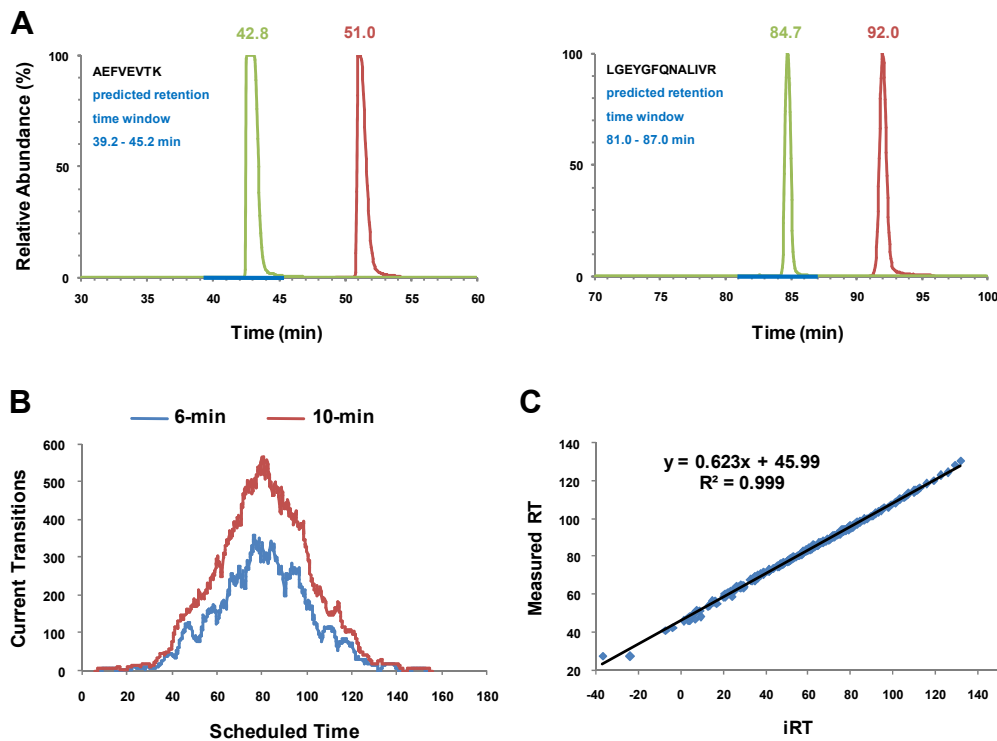 A
42.8
51.0
84.7
92.0
Relative Abundance (%)
100
50
0
AEFVEVTK
predicted retention
time window
39.2 - 45.2 min
30 35 40 45 50 55 60
Time (min)
100
50
0
LGEYGFQNALIVR
predicted retention
time window
81.0 - 87.0 min
70 75 80 85 90 95 100
Time (min)
B
6-min
10-min
Current Transitions
600
500
400
300
200
100
0
0 20 40 60 80 100 120 140 160 180
Scheduled Time
C
y = 0.623x + 45.99
R² = 0.999
Measured RT
140
120
100
80
60
40
20
-40 -20 0 20 40 60 80 100 120 140
iRT